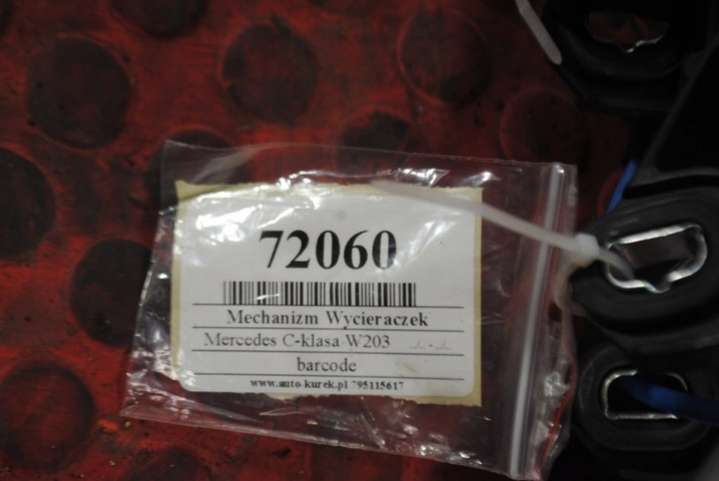 72060
Mechanizm Wycieraczek
Mercedes C-klasa W203
barcode
www.auto-kurek.pl 795115617